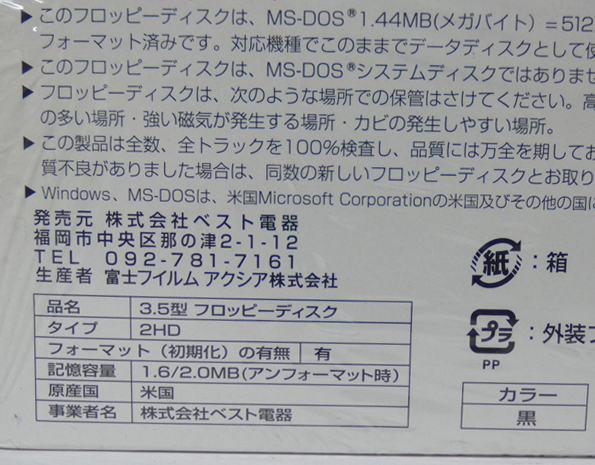 ▶このフロッピーディスクは、MS-DOS®1.44MB(メガバイト)=512
フォーマット済みです。対応機種でこのままでデータディスクとして使
▶このフロッピーディスクは、MS-DOS®システムディスクではありませ
▶フロッピーディスクは、次のような場所での保管はさけてください。高
の多い場所・強い磁気が発生する場所・カビの発生しやすい場所。
▶この製品は全数、全トラックを100%検査し、品質には万全を期してお
質不良がありました場合は、同数の新しいフロッピーディスクとお取り
▶Windows、MS-DOSは、米国Microsoft Corporationの米国及びその他の国に
発売元 株式会社ベスト電器
福岡市中央区那の津2-1-12
TEL 092-781-7161
生産者 富士フイルム アクシア株式会社
紙:箱
プラ:外装フ
PP
品名 3.5型 フロッピーディスク
タイプ 2HD
フォーマット(初期化)の有無 有
記憶容量 1.6/2.0MB(アンフォーマット時)
原産国 米国
事業者名 株式会社ベスト電器
カラー
黒